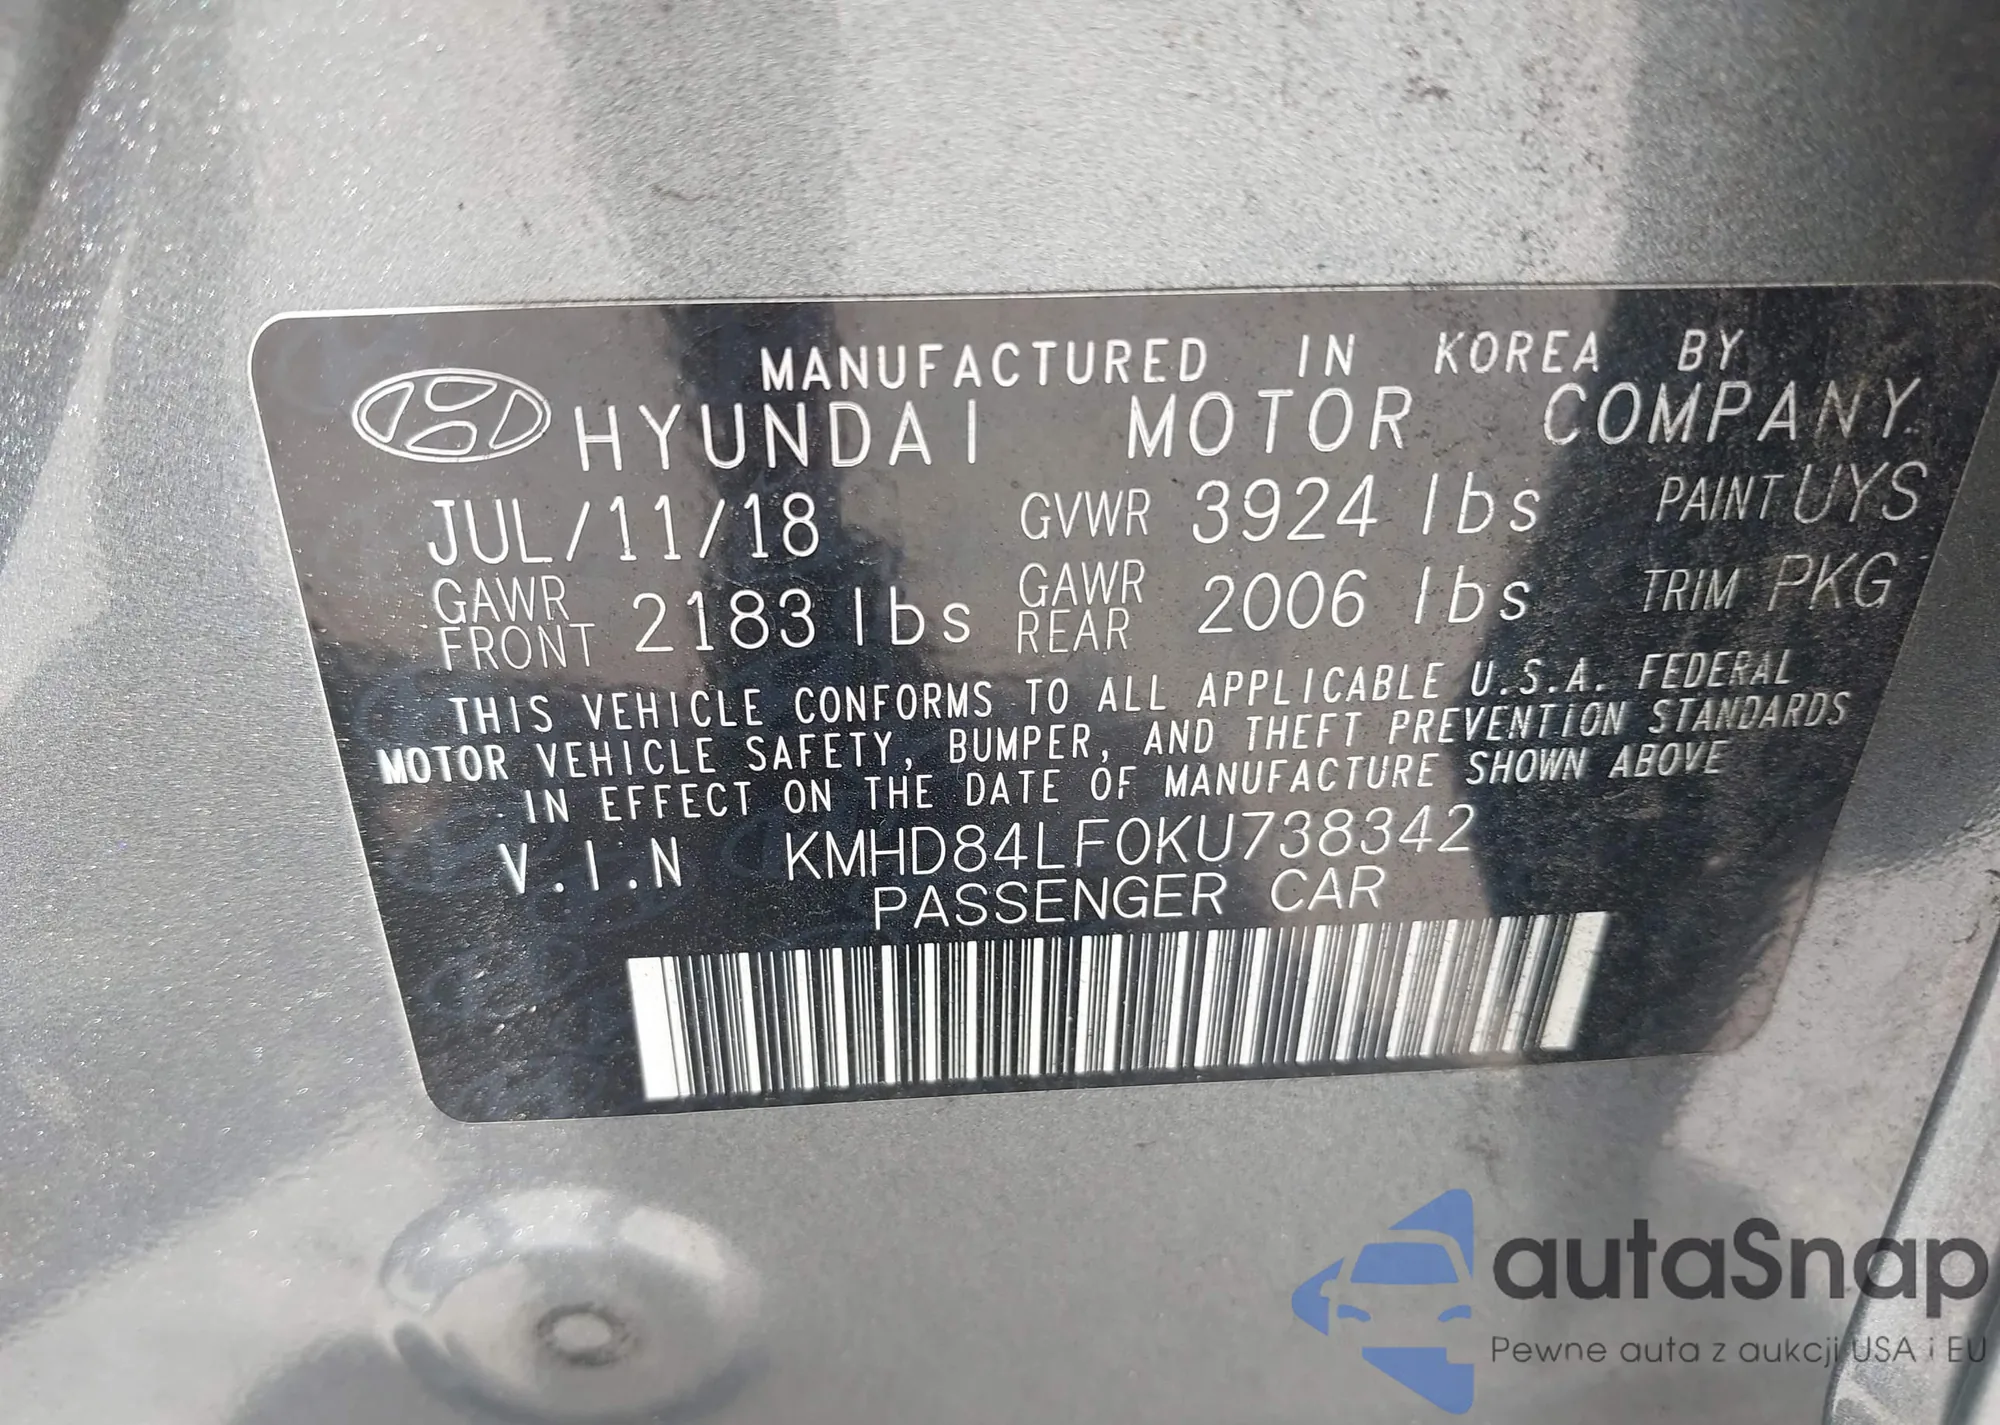 MANUFACTURED IN KOREA BY
HYUNDAI MOTOR COMPANY
JUL/11/18 GVWR 3924 lbs PAINT UYS
GAWR FRONT 2183 lbs GAWR REAR 2006 lbs TRIM PKG
THIS VEHICLE CONFORMS TO ALL APPLICABLE U.S.A. FEDERAL
MOTOR VEHICLE SAFETY, BUMPER, AND THEFT PREVENTION STANDARDS
IN EFFECT ON THE DATE OF MANUFACTURE SHOWN ABOVE
V.I.N KMHD84LF0KU738342
PASSENGER CAR
autaSnap
Pewne auta z aukcji USA i EU